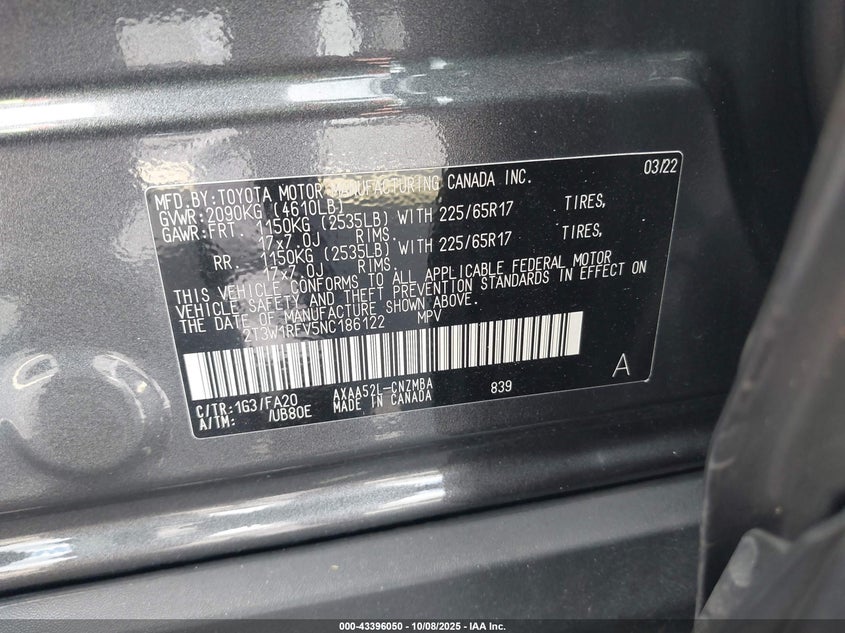 03/22
MFD.BY:TOYOTA MOTOR MANUFACTURING CANADA INC.
GVWR:2090KG (4610LB)
GAWR:FRT. 1150KG (2535LB) WITH 225/65R17 TIRES,
17x7.0J RIMS.
RR. 1150KG (2535LB) WITH 225/65R17 TIRES,
17x7.0J RIMS.
THIS VEHICLE CONFORMS TO ALL APPLICABLE FEDERAL MOTOR
VEHICLE SAFETY AND THEFT PREVENTION STANDARDS IN EFFECT ON
THE DATE OF MANUFACTURE SHOWN ABOVE.
2T3W1RFV5NC186122 MPV
A
C/TR:1G3/FA20 AXAA52L-CNZMBA 839
A/TM: /UB80E MADE IN CANADA
000-43396050 - 10/08/2025 - IAA Inc.